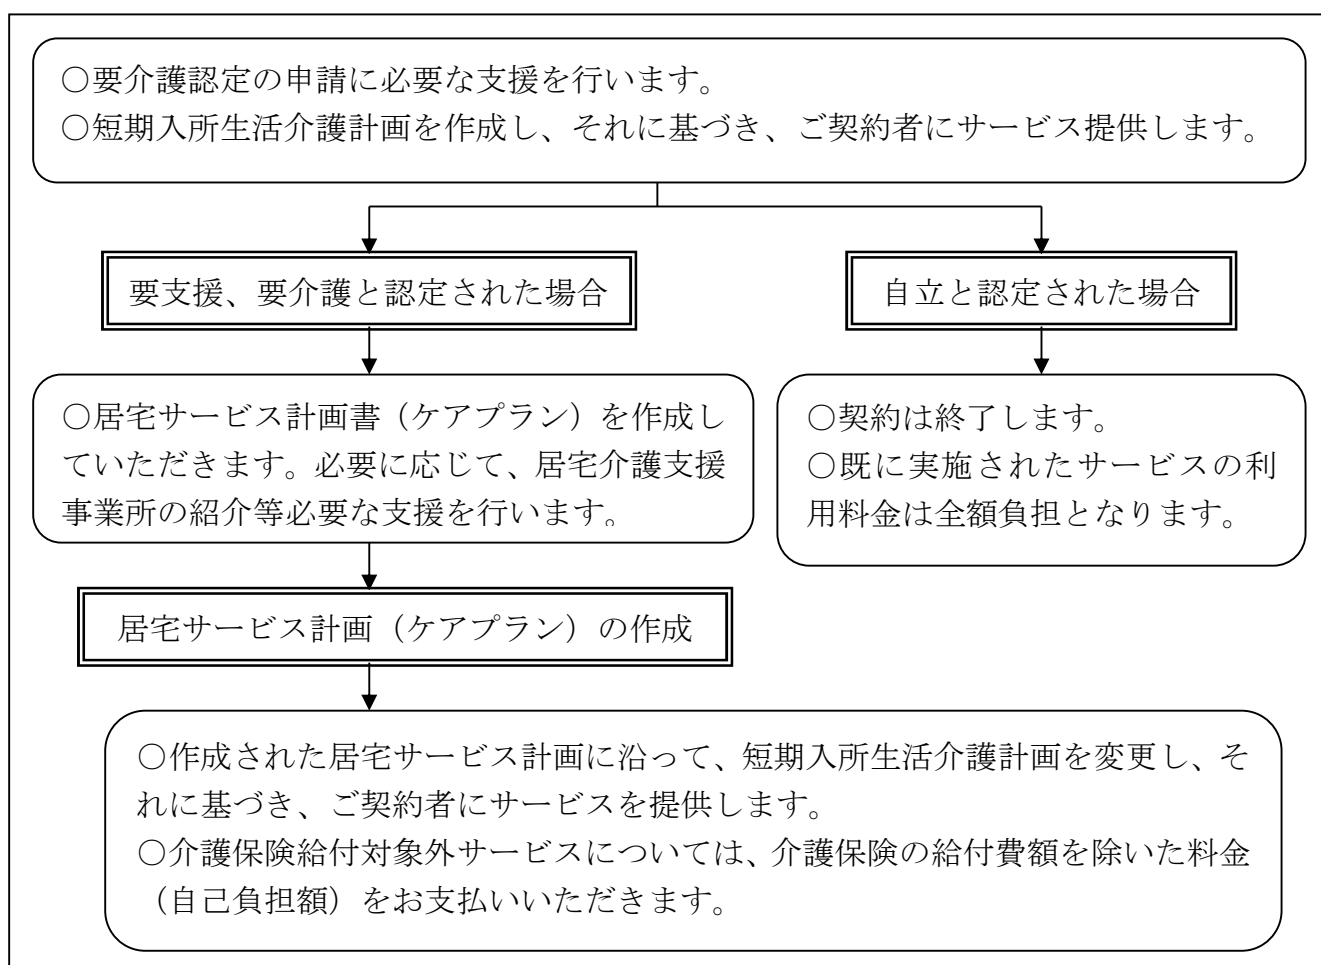 ○要介護認定の申請に必要な支援を行います。
○短期入所生活介護計画を作成し、それに基づき、ご契約者にサービス提供します。
要支援、要介護と認定された場合
自立と認定された場合
○居宅サービス計画書（ケアプラン）を作成し
ていただきます。必要に応じて、居宅介護支援
事業所の紹介等必要な支援を行います。
○契約は終了します。
○既に実施されたサービスの利
用料金は全額負担となります。
居宅サービス計画（ケアプラン）の作成
○作成された居宅サービス計画に沿って、短期入所生活介護計画を変更し、そ
れに基づき、ご契約者にサービスを提供します。
○介護保険給付対象外サービスについては、介護保険の給付費額を除いた料金
（自己負担額）をお支払いいただきます。